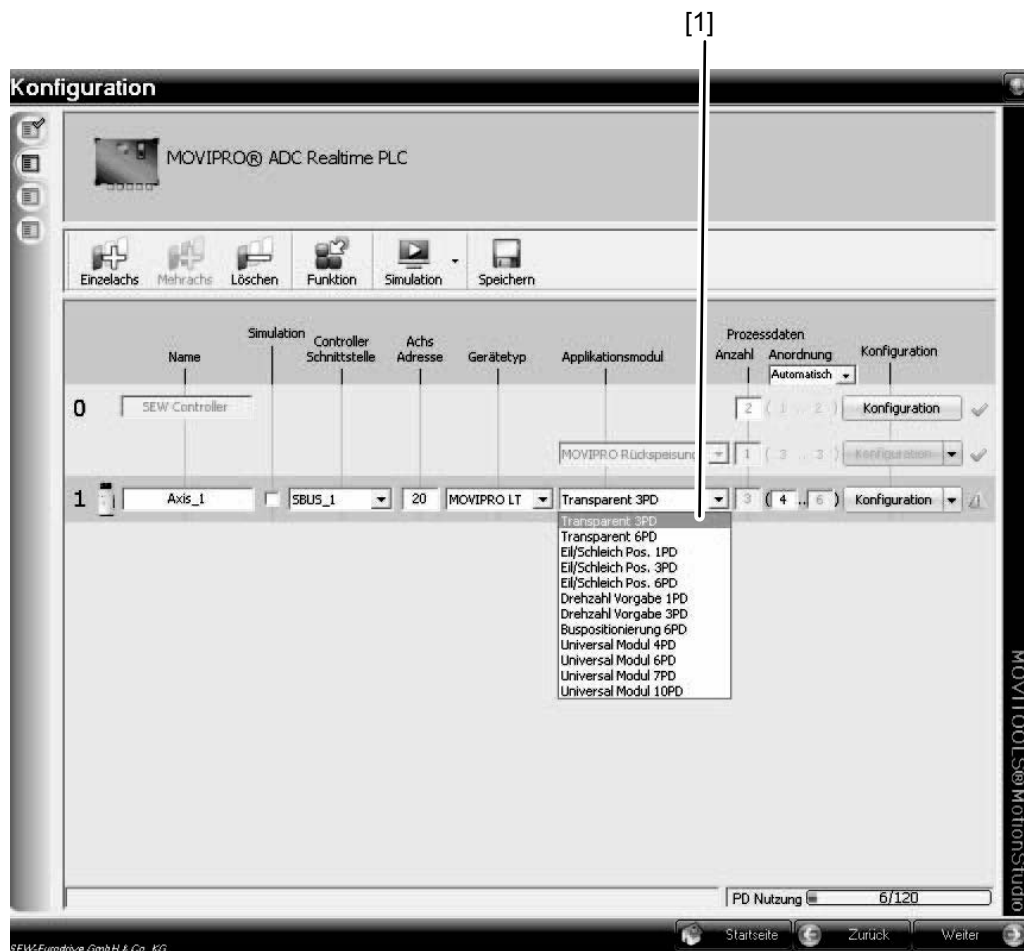 [1]
Konfiguration
MOVIPRO® ADC Realtime PLC
Einzelachs Mehrachs Löschen Funktion Simulation Speichern
Name Simulation Controller Schnittstelle Achs Adresse Gerätetyp Applikationsmodul Prozessdaten Anzahl Anordnung Konfiguration
Automatisch
0 SEW Controller 2 ( 1 .. 2 ) Konfiguration
MOVIPRO Rückspeisung 1 ( 3 .. 3 ) Konfiguration
1 Axis_1 SBUS_1 20 MOVIPRO LT Transparent 3PD 3 ( 4 .. 6 ) Konfiguration
Transparent 3PD
Transparent 6PD
Eil/Schleich Pos. 1PD
Eil/Schleich Pos. 3PD
Eil/Schleich Pos. 6PD
Drehzahl Vorgabe 1PD
Drehzahl Vorgabe 3PD
Buspositionierung 6PD
Universal Modul 4PD
Universal Modul 6PD
Universal Modul 7PD
Universal Modul 10PD
MOVITOOLS®MotionStudio
PD Nutzung 6/120
Startseite Zurück Weiter
SEW-Eurodrive GmbH & Co. KG